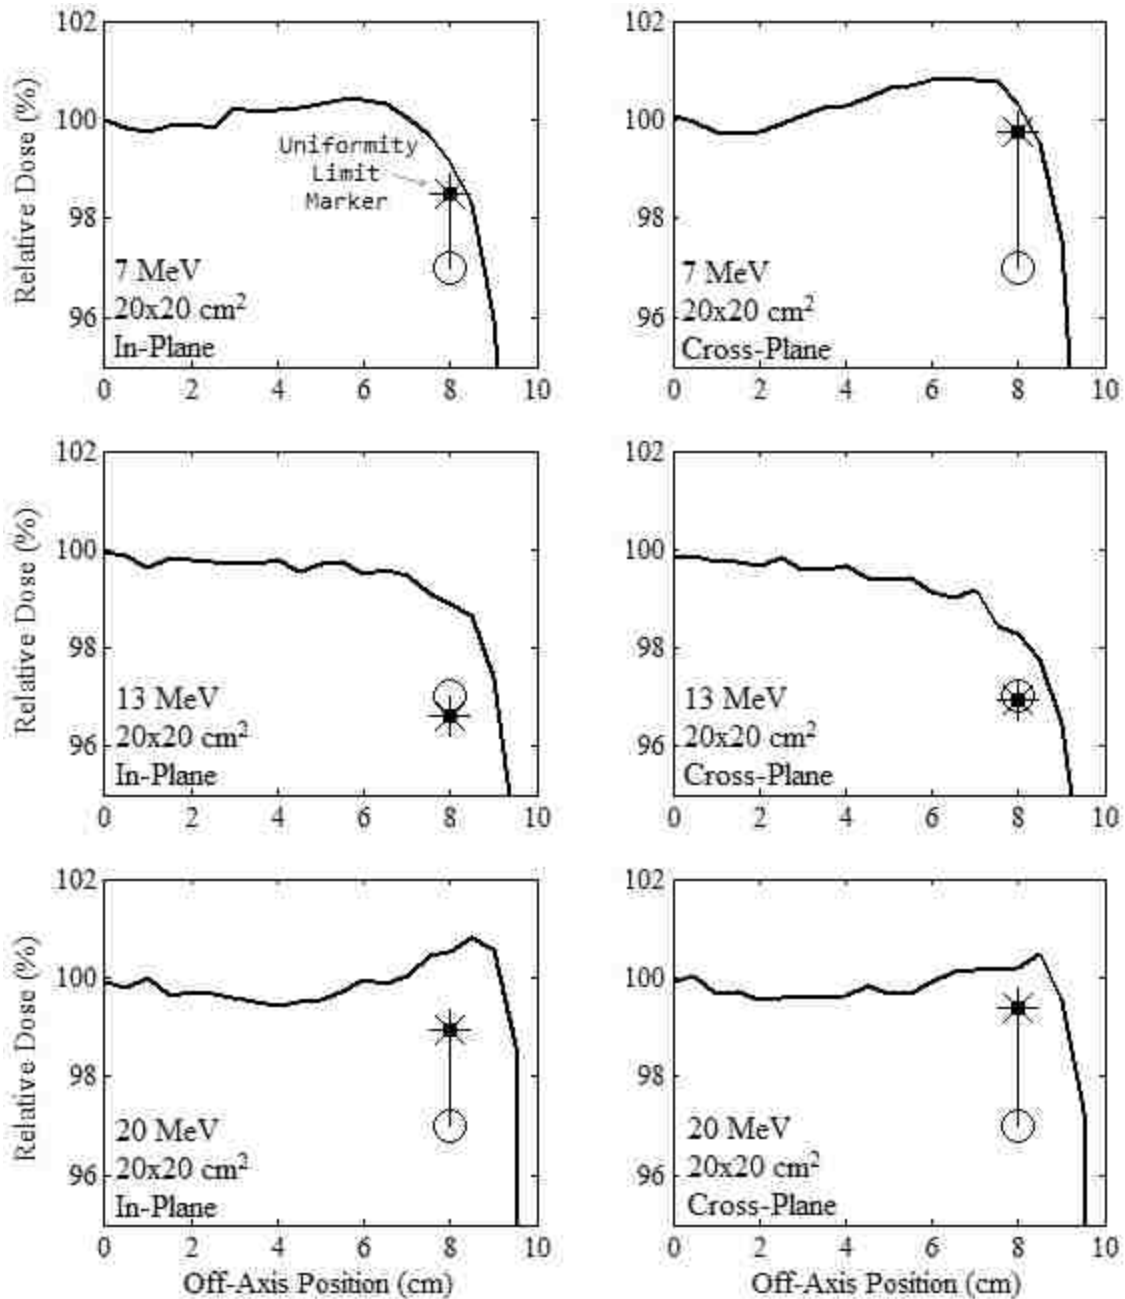 102
100
98
96
Relative Dose (%)
Uniformity
Limit
Marker
7 MeV
20x20 cm²
In-Plane
0 2 4 6 8 10
102
100
98
96
7 MeV
20x20 cm²
Cross-Plane
0 2 4 6 8 10
102
100
98
96
Relative Dose (%)
13 MeV
20x20 cm²
In-Plane
0 2 4 6 8 10
102
100
98
96
13 MeV
20x20 cm²
Cross-Plane
0 2 4 6 8 10
102
100
98
96
Relative Dose (%)
20 MeV
20x20 cm²
In-Plane
0 2 4 6 8 10
Off-Axis Position (cm)
102
100
98
96
20 MeV
20x20 cm²
Cross-Plane
0 2 4 6 8 10
Off-Axis Position (cm)